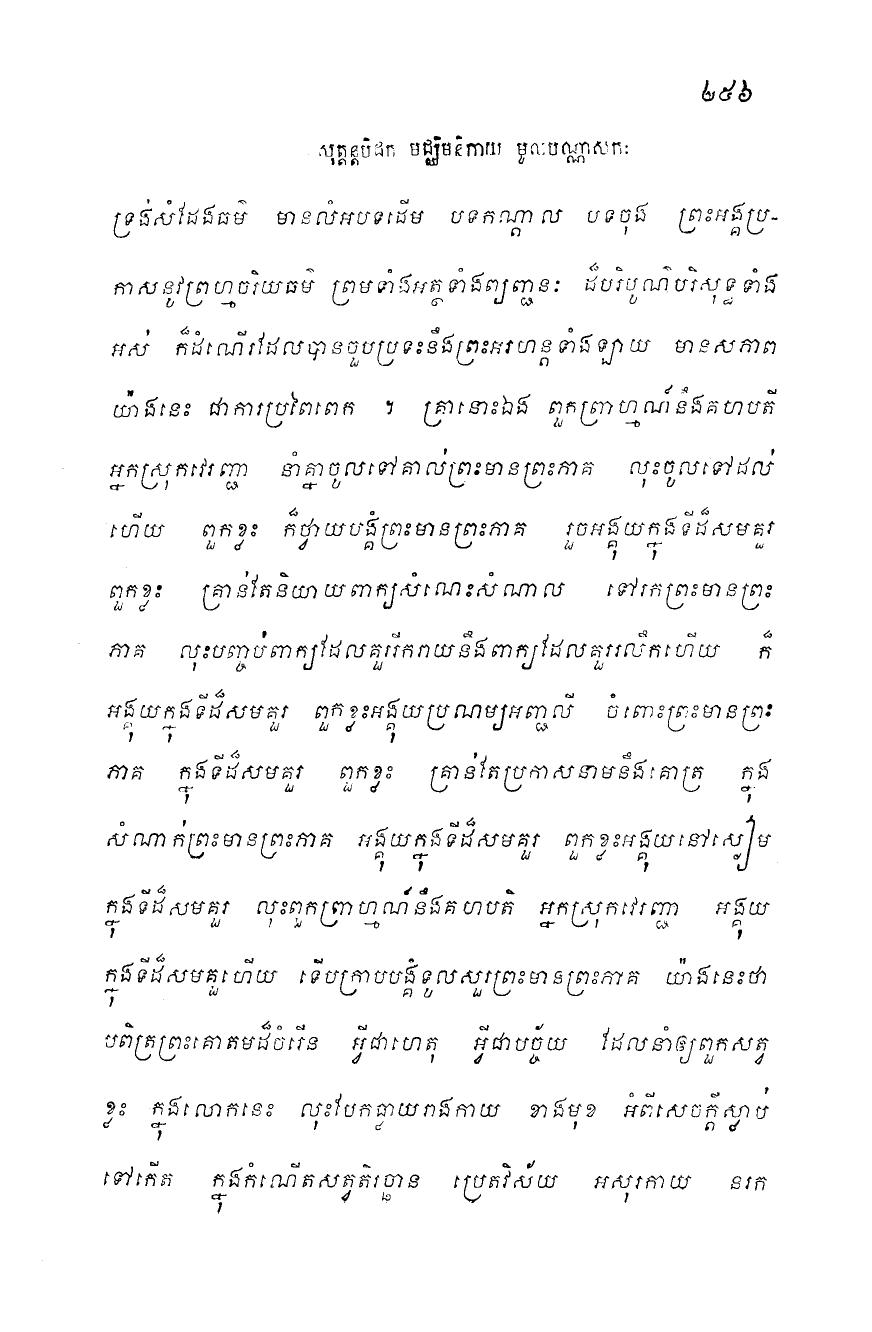 ២៥៦
សុត្តន្តបិដក មជ្ឈិមនិកាយ មូលបណ្ណាសកៈ
ទ្រង់សំដែងធម៌ មានលំអបទដើម បទកណ្តាល បទចុង ព្រះអង្គប្រ-
កាសនូវព្រហ្មចរិយធម៌ ព្រមទាំងអត្ថទាំងព្យញ្ជនៈ ដ៏បរិបូណ៌បរិសុទ្ធទាំង
អស់ ក៏ដំណើរដែលបានចួបប្រទះនឹងព្រះអរហន្តទាំងឡាយ មានសភាព
យ៉ាងនេះ ជាការប្រពៃពេក ។ គ្រានោះឯង ពួកព្រាហ្មណ៍នឹងគហបតី
អ្នកស្រុកវេរញ្ជា នាំគ្នាចូលទៅគាល់ព្រះមានព្រះភាគ លុះចូលទៅដល់
ហើយ ពួកខ្វះ ក៏ថ្វាយបង្គំព្រះមានព្រះភាគ រួចអង្គុយក្នុងទីដ៏សមគួរ
ពួកខ្វះ គ្រាន់តែនិយាយពាក្យសំណេះសំណាល ទៅរកព្រះមានព្រះ
ភាគ លុះបញ្ចប់ពាក្យដែលគួររីករាយនឹងពាក្យដែលគួររលឹកហើយ ក៏
អង្គុយក្នុងទីដ៏សមគួរ ពួកខ្វះអង្គុយប្រណម្យអញ្ជលី ចំពោះព្រះមានព្រះ
ភាគ ក្នុងទីដ៏សមគួរ ពួកខ្វះ គ្រាន់តែប្រកាសនាមនឹងគោត្រ ក្នុង
សំណាក់ព្រះមានព្រះភាគ អង្គុយក្នុងទីដ៏សមគួរ ពួកខ្វះអង្គុយនៅស្ងៀម
ក្នុងទីដ៏សមគួរ លុះពួកព្រាហ្មណ៍នឹងគហបតិ អ្នកស្រុកវេរញ្ជា អង្គុយ
ក្នុងទីដ៏សមគួរហើយ ទើបក្រាបបង្គំទូលសួរព្រះមានព្រះភាគ យ៉ាងនេះថា
បពិត្រព្រះគោតមដ៏ចំរើន អ្វីជាហេតុ អ្វីជាបច្ច័យ ដែលនាំឲ្យពួកសត្វ
ខ្វះ ក្នុងលោកនេះ លុះបែកធ្លាយរាងកាយ ខាងមុខ អំពីសេចក្តីស្លាប់
ទៅកើត ក្នុងកំណើតសត្វតិរច្ឆាន ប្រេតវិស័យ អសុរកាយ នរក